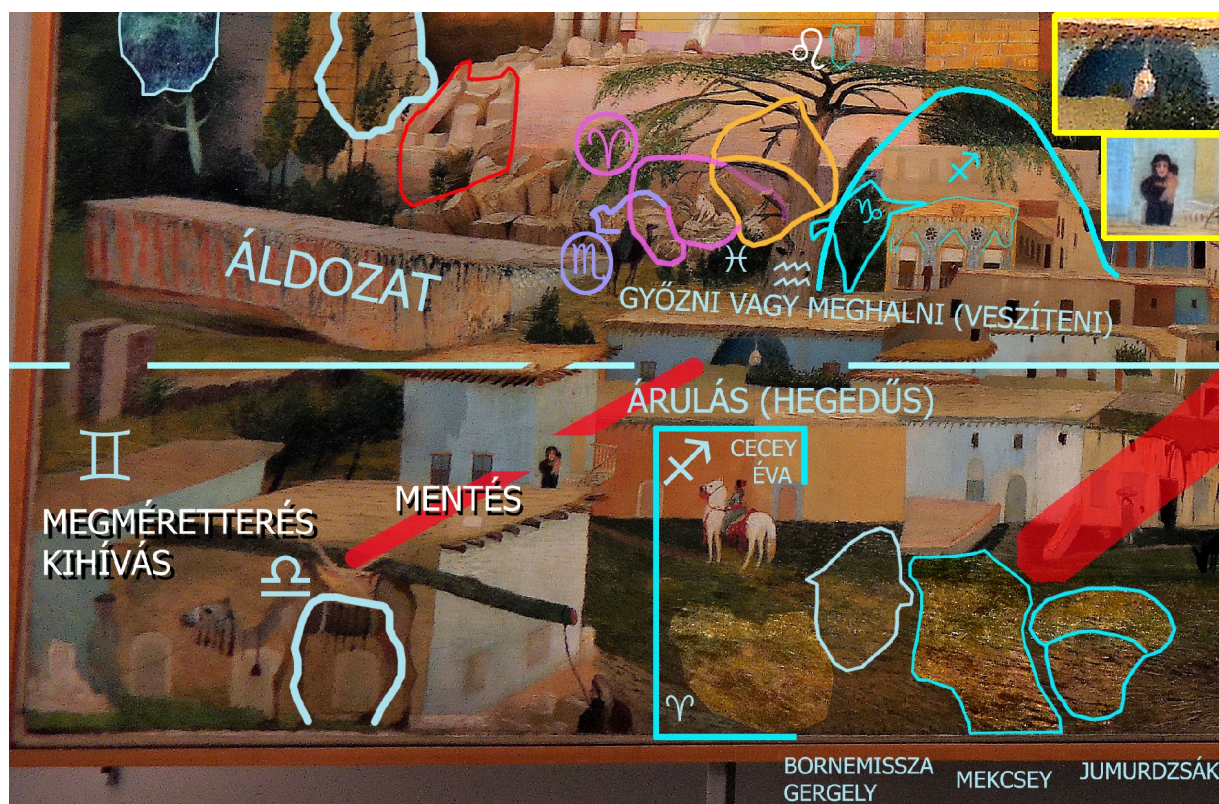 ÁLDOZAT
GYŐZNI VAGY MEGHALNI (VESZÍTENI)
ÁRULÁS (HEGEDŰS)
CECEY
ÉVA
MENTÉS
MEGMÉRETTERÉS
KIHÍVÁS
BORNEMISSZA
GERGELY
MEKCSEY
JUMURDZSÁK